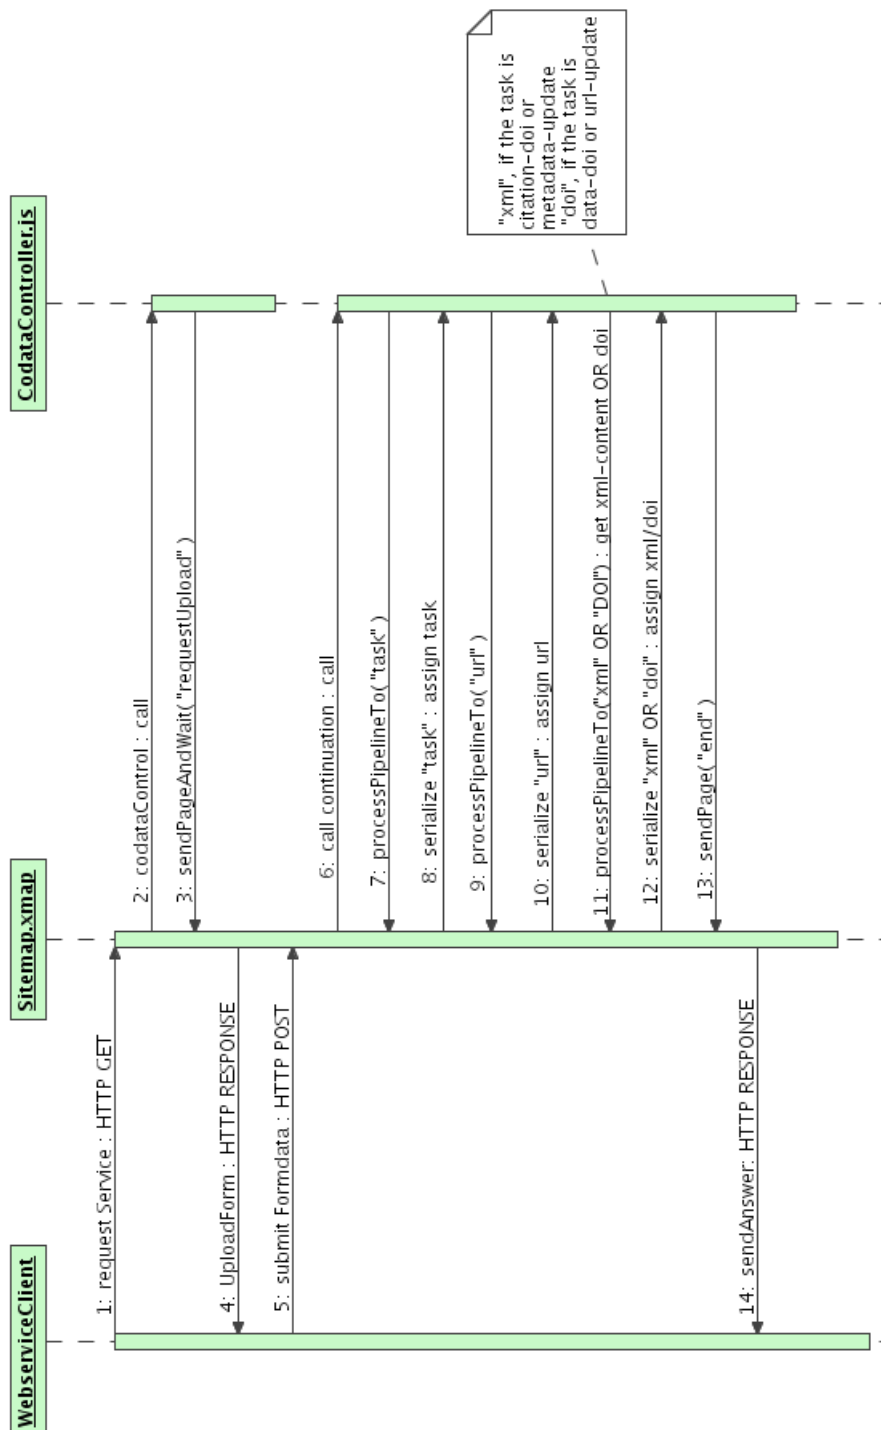 WebserviceClient
Sitemap.xmap
CodataController.js
1: request Service : HTTP GET
2: codataControl : call
3: sendPageAndWait( "requestUpload" )
4: UploadForm : HTTP RESPONSE
5: submit Formdata : HTTP POST
6: call continuation : call
7: processPipelineTo( "task" )
8: serialize "task" : assign task
9: processPipelineTo( "url" )
10: serialize "url" : assign url
11: processPipelineTo("xml" OR "DOI") : get xml-content OR doi
12: serialize "xml" OR "doi" : assign xml/doi
13: sendPage( "end" )
14: sendAnswer: HTTP RESPONSE
"xml", if the task is
citation-doi or
metadata-update
"doi", if the task is
data-doi or url-update